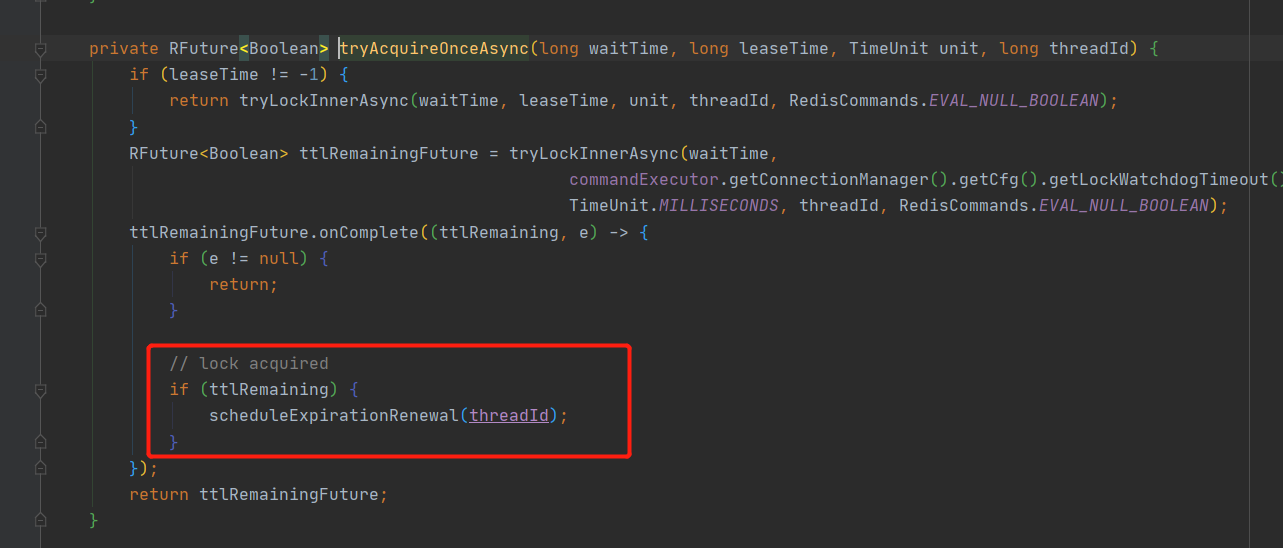 private RFuture<Boolean> tryAcquireOnceAsync(long waitTime, long leaseTime, TimeUnit unit, long threadId) {
if (leaseTime != -1) {
return tryLockInnerAsync(waitTime, leaseTime, unit, threadId, RedisCommands.EVAL_NULL_BOOLEAN);
}
RFuture<Boolean> ttlRemainingFuture = tryLockInnerAsync(waitTime,
commandExecutor.getConnectionManager().getCfg().getLockWatchdogTimeout()
TimeUnit.MILLISECONDS, threadId, RedisCommands.EVAL_NULL_BOOLEAN);
ttlRemainingFuture.onComplete((ttlRemaining, e) -> {
if (e != null) {
return;
}
// lock acquired
if (ttlRemaining) {
scheduleExpirationRenewal(threadId);
}
});
return ttlRemainingFuture;
}